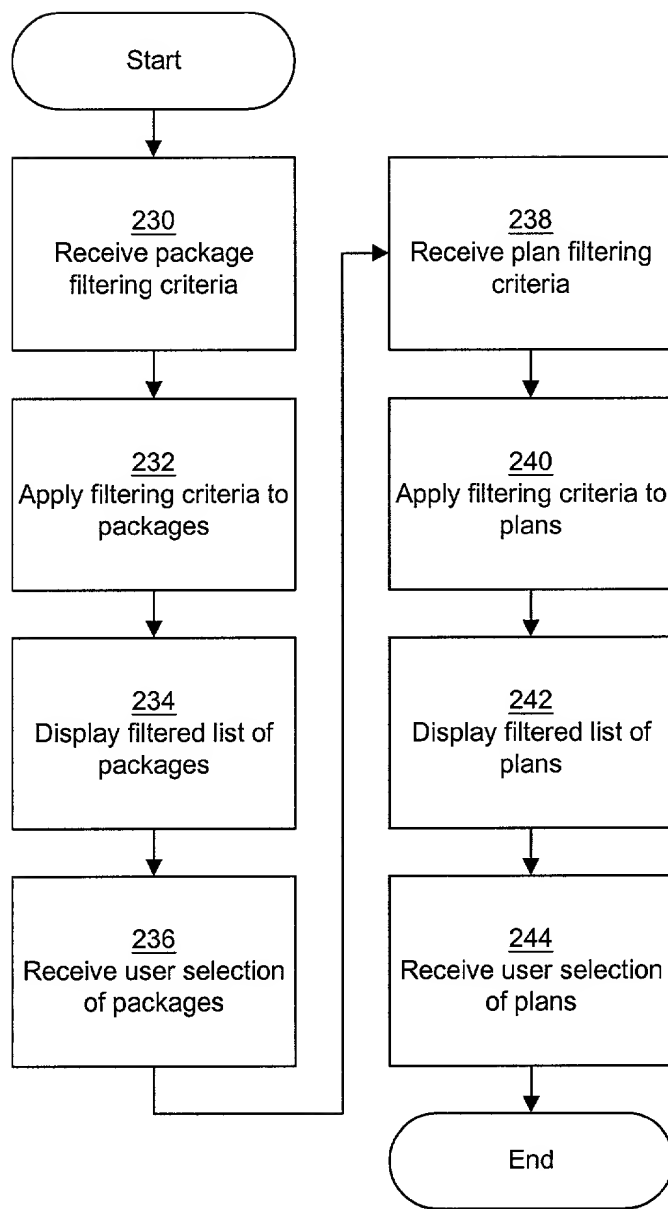 Start
230
Receive package
filtering criteria
232
Apply filtering criteria to
packages
234
Display filtered list of
packages
236
Receive user selection
of packages
238
Receive plan filtering
criteria
240
Apply filtering criteria to
plans
242
Display filtered list of
plans
244
Receive user selection
of plans
End